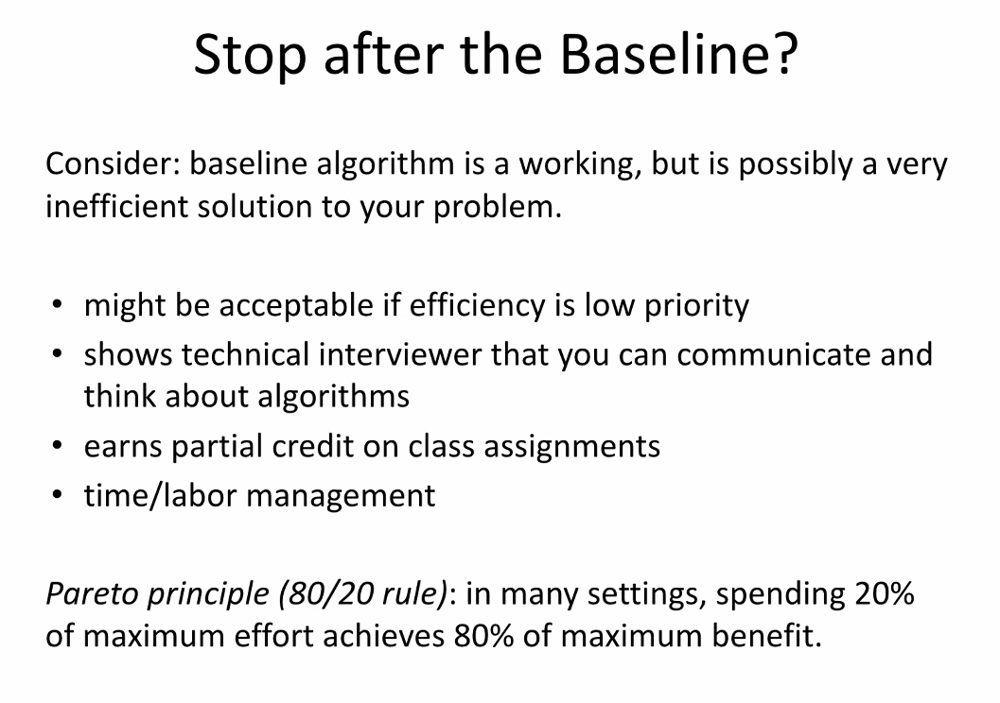 Stop after the Baseline?
Consider: baseline algorithm is a working, but is possibly a very
inefficient solution to your problem.
• might be acceptable if efficiency is low priority
• shows technical interviewer that you can communicate and
think about algorithms
• earns partial credit on class assignments
• time/labor management
Pareto principle (80/20 rule): in many settings, spending 20%
of maximum effort achieves 80% of maximum benefit.